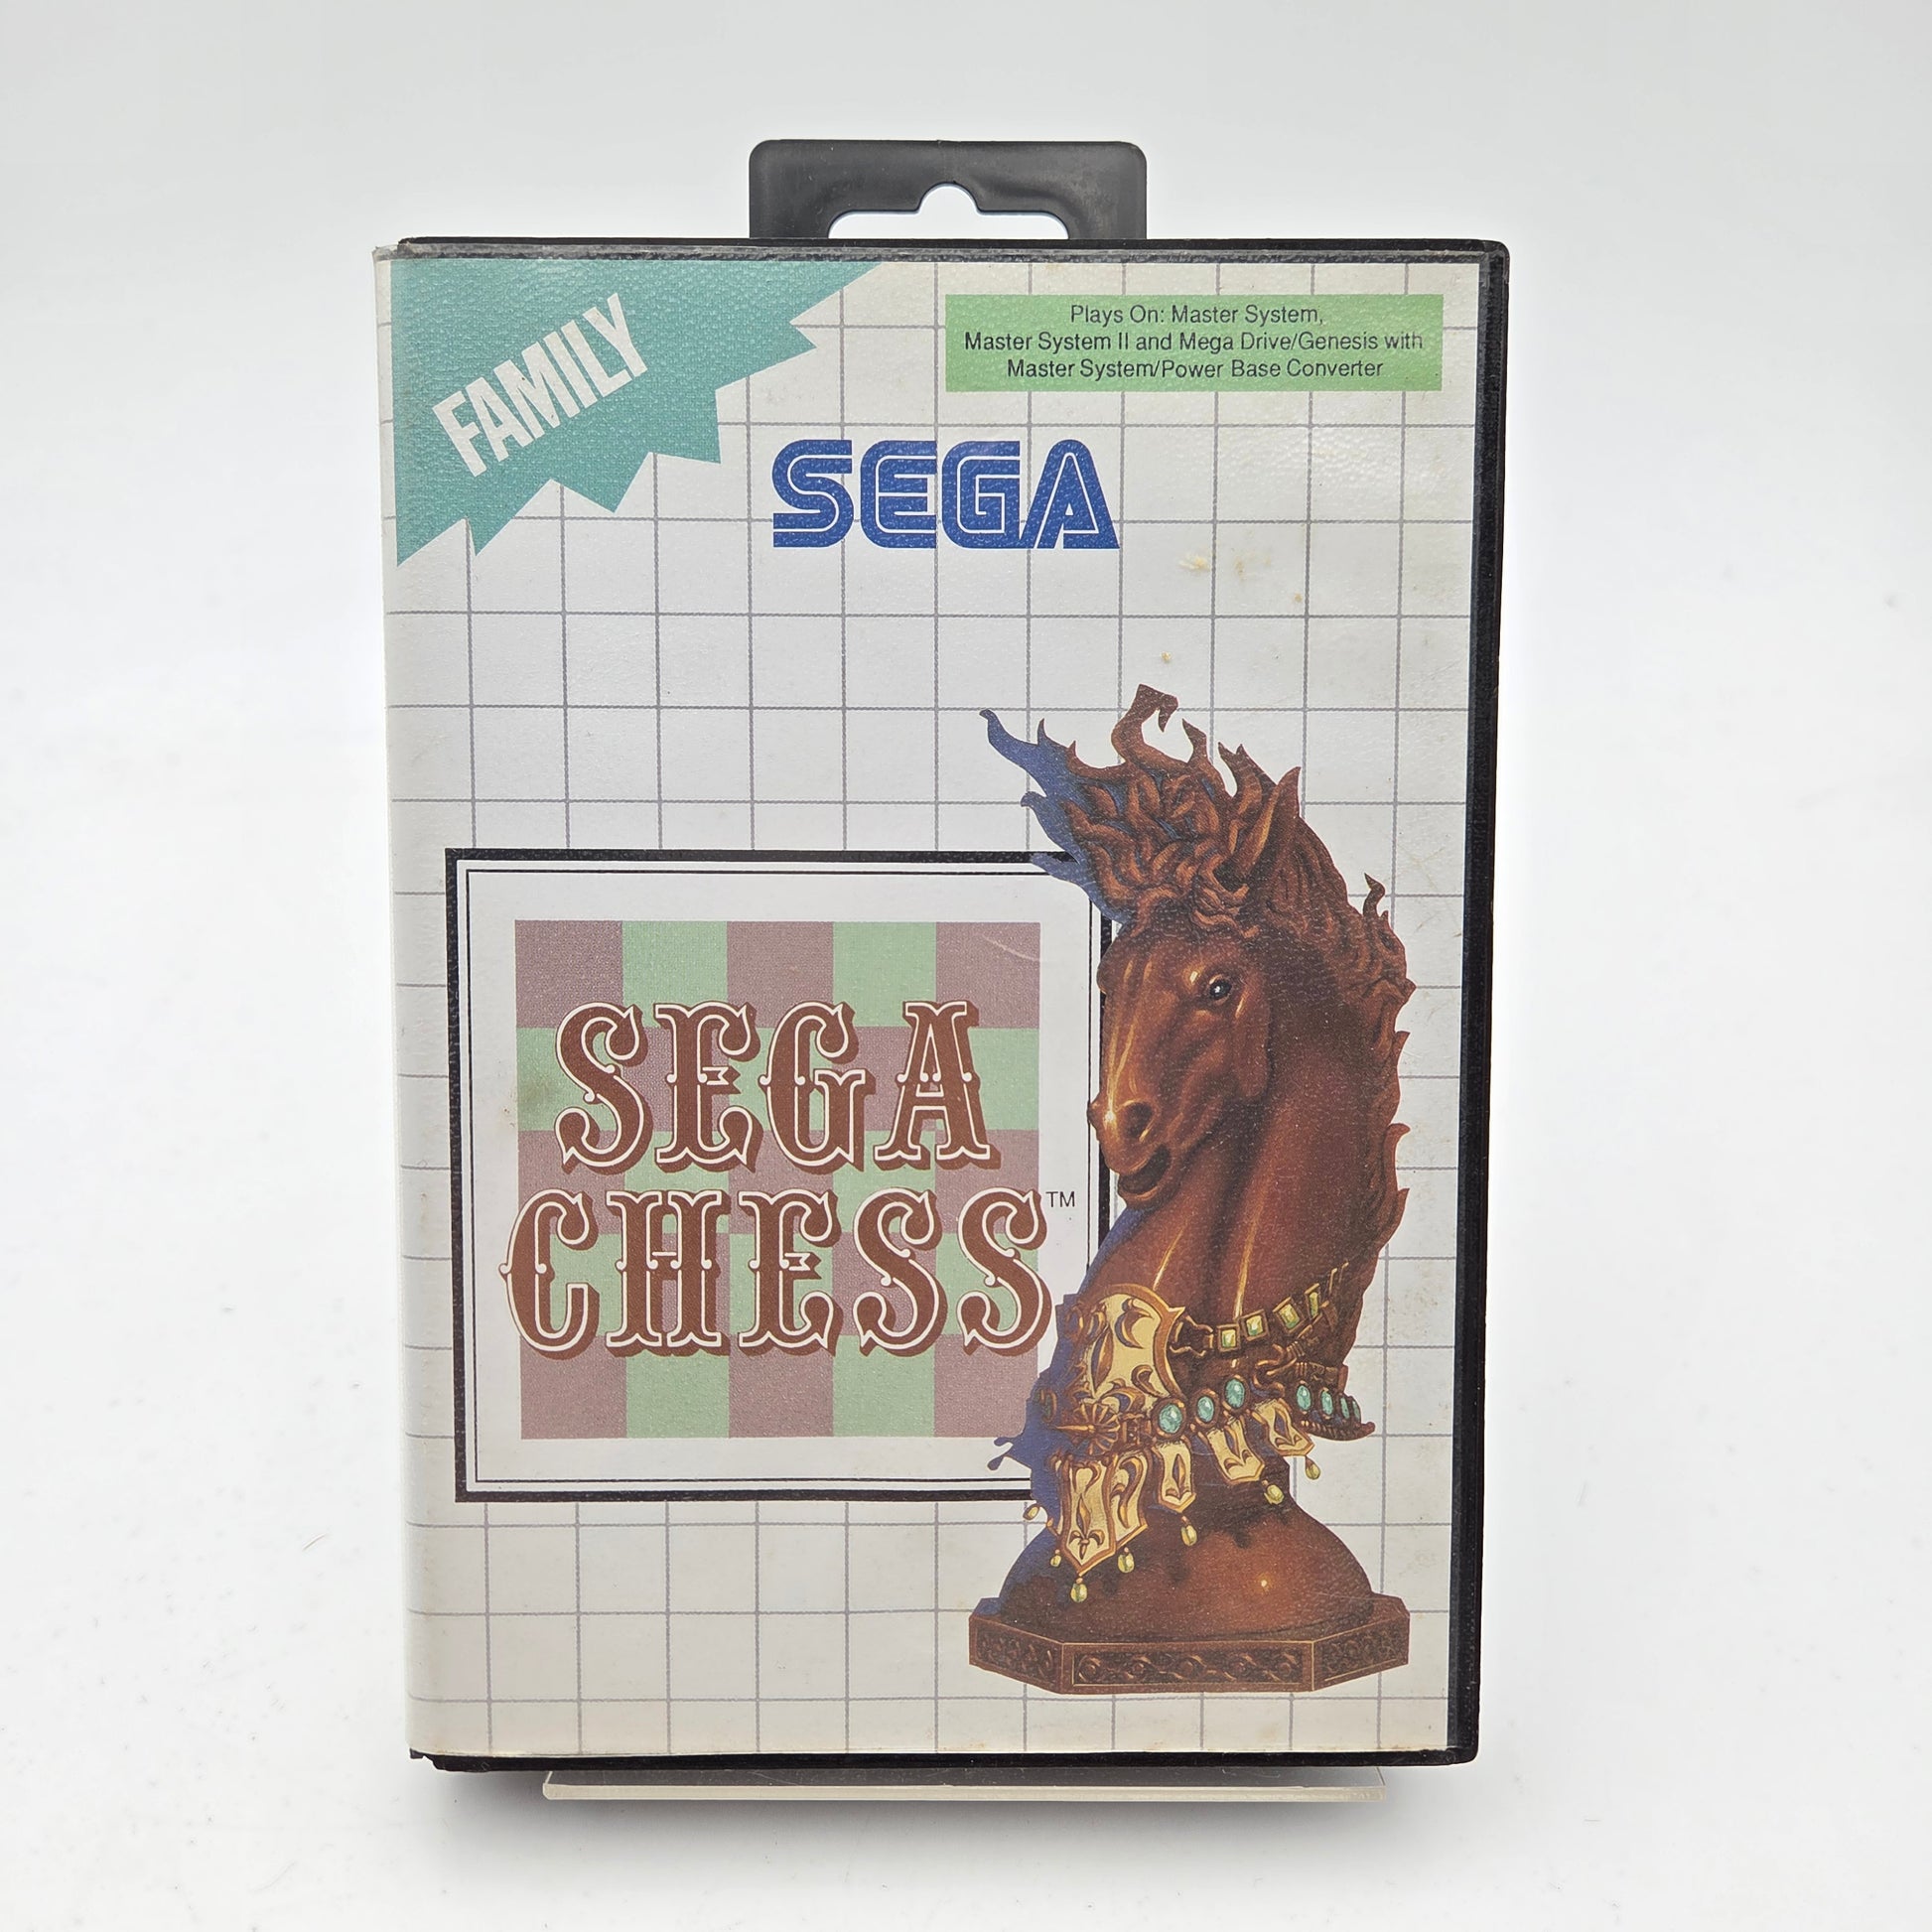 FAMILY
Plays On: Master System,
Master System II and Mega Drive/Genesis with
Master System/Power Base Converter
SEGA
SEGA
CHESS™